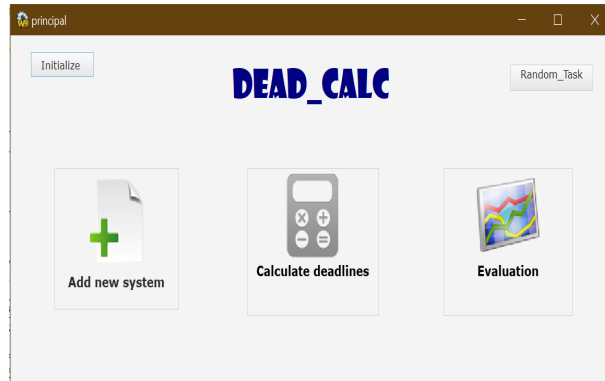 principal
Initialize
DEAD_CALC
Random_Task
Add new system
Calculate deadlines
Evaluation